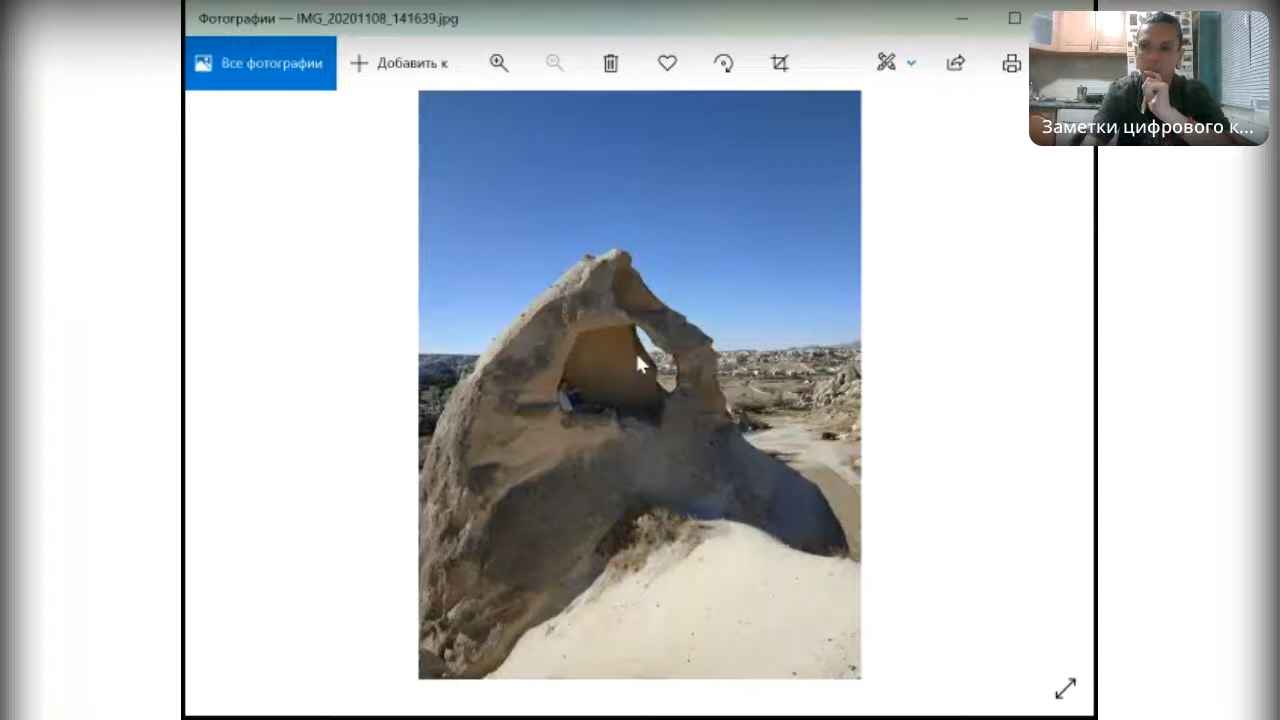 Фотографии — IMG_20201108_141639.jpg
Все фотографии
Добавить к
Заметки цифрового к...